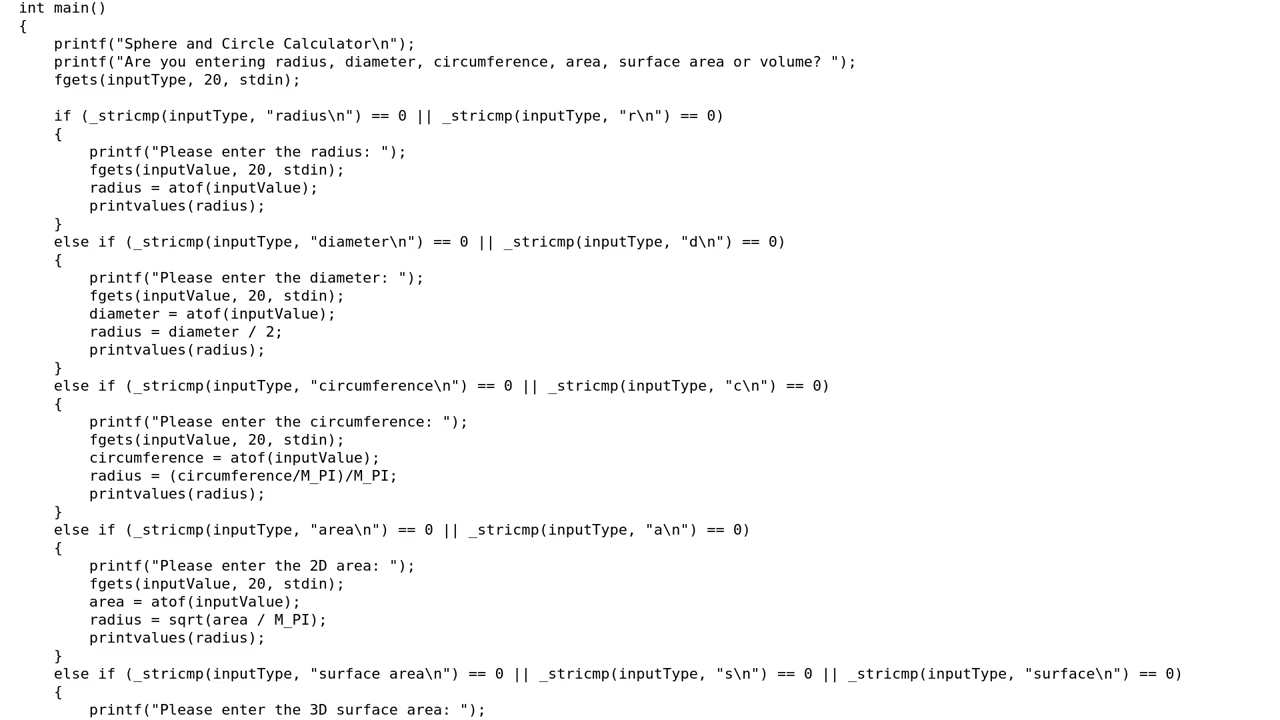 int main()
{
    printf("Sphere and Circle Calculator\n");
    printf("Are you entering radius, diameter, circumference, area, surface area or volume? ");
    fgets(inputType, 20, stdin);

    if (_stricmp(inputType, "radius\n") == 0 || _stricmp(inputType, "r\n") == 0)
    {
        printf("Please enter the radius: ");
        fgets(inputValue, 20, stdin);
        radius = atof(inputValue);
        printvalues(radius);
    }
    else if (_stricmp(inputType, "diameter\n") == 0 || _stricmp(inputType, "d\n") == 0)
    {
        printf("Please enter the diameter: ");
        fgets(inputValue, 20, stdin);
        diameter = atof(inputValue);
        radius = diameter / 2;
        printvalues(radius);
    }
    else if (_stricmp(inputType, "circumference\n") == 0 || _stricmp(inputType, "c\n") == 0)
    {
        printf("Please enter the circumference: ");
        fgets(inputValue, 20, stdin);
        circumference = atof(inputValue);
        radius = (circumference/M_PI)/M_PI;
        printvalues(radius);
    }
    else if (_stricmp(inputType, "area\n") == 0 || _stricmp(inputType, "a\n") == 0)
    {
        printf("Please enter the 2D area: ");
        fgets(inputValue, 20, stdin);
        area = atof(inputValue);
        radius = sqrt(area / M_PI);
        printvalues(radius);
    }
    else if (_stricmp(inputType, "surface area\n") == 0 || _stricmp(inputType, "s\n") == 0 || _stricmp(inputType, "surface\n") == 0)
    {
        printf("Please enter the 3D surface area: ");